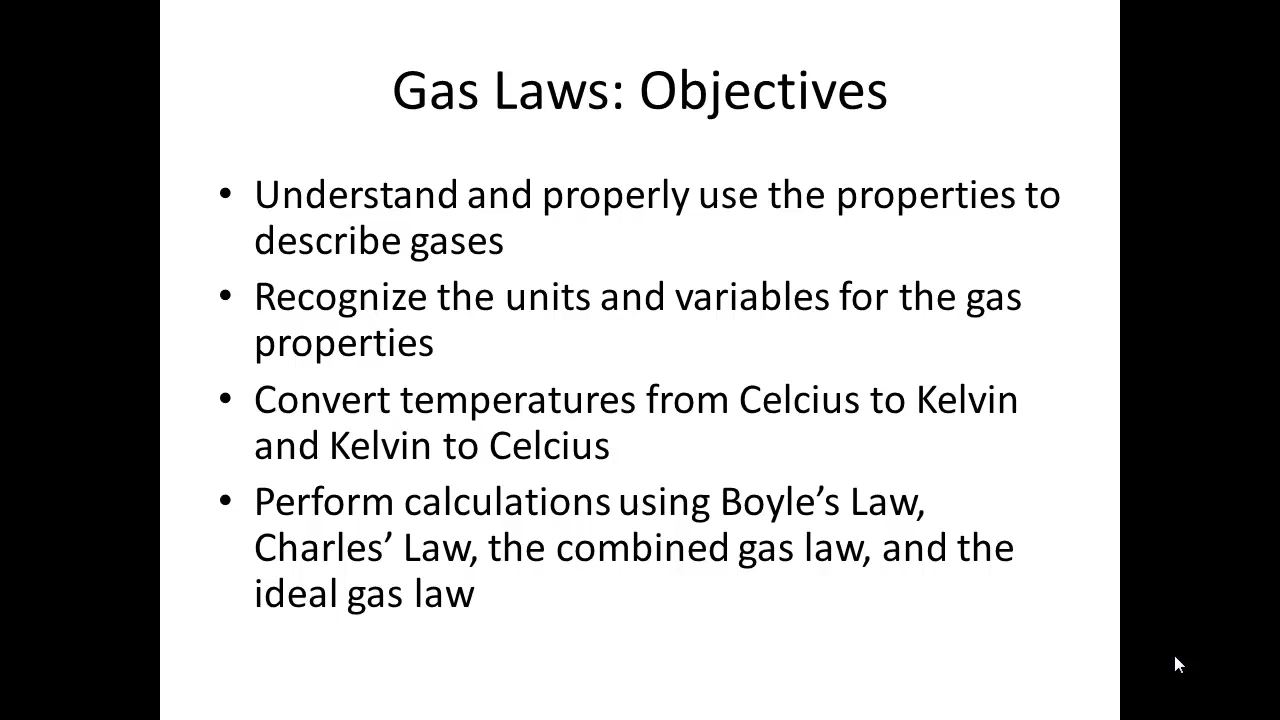 Gas Laws: Objectives
• Understand and properly use the properties to
describe gases
• Recognize the units and variables for the gas
properties
• Convert temperatures from Celcius to Kelvin
and Kelvin to Celcius
• Perform calculations using Boyle’s Law,
Charles’ Law, the combined gas law, and the
ideal gas law